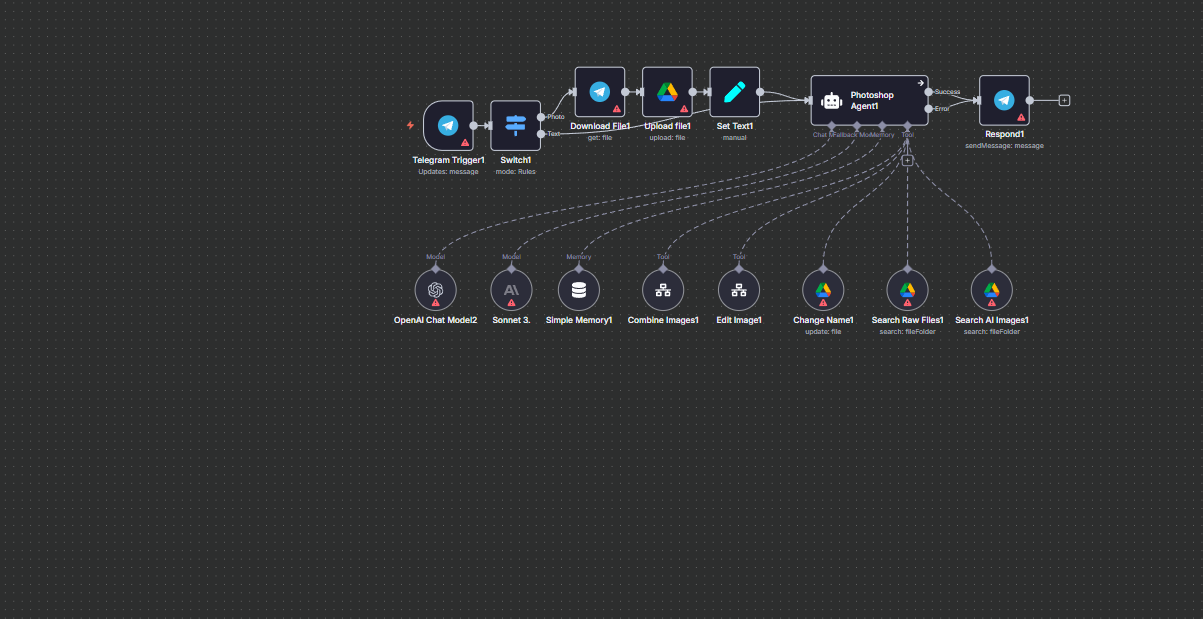 Photo
Text
Download File1
get: file
Upload file1
upload: file
Set Text1
manual
Telegram Trigger1
Updates: message
Switch1
mode: Rules
Photoshop
Agent1
Success
Error
Chat
Fallback Mo
Memory
Tool
Respond1
sendMessage: message
Model
Model
Memory
Tool
Tool
OpenAI Chat Model2
Sonnet 3.
Simple Memory1
Combine Images1
Edit Image1
Change Name1
update: file
Search Raw Files1
search: fileFolder
Search AI Images1
search: fileFolder